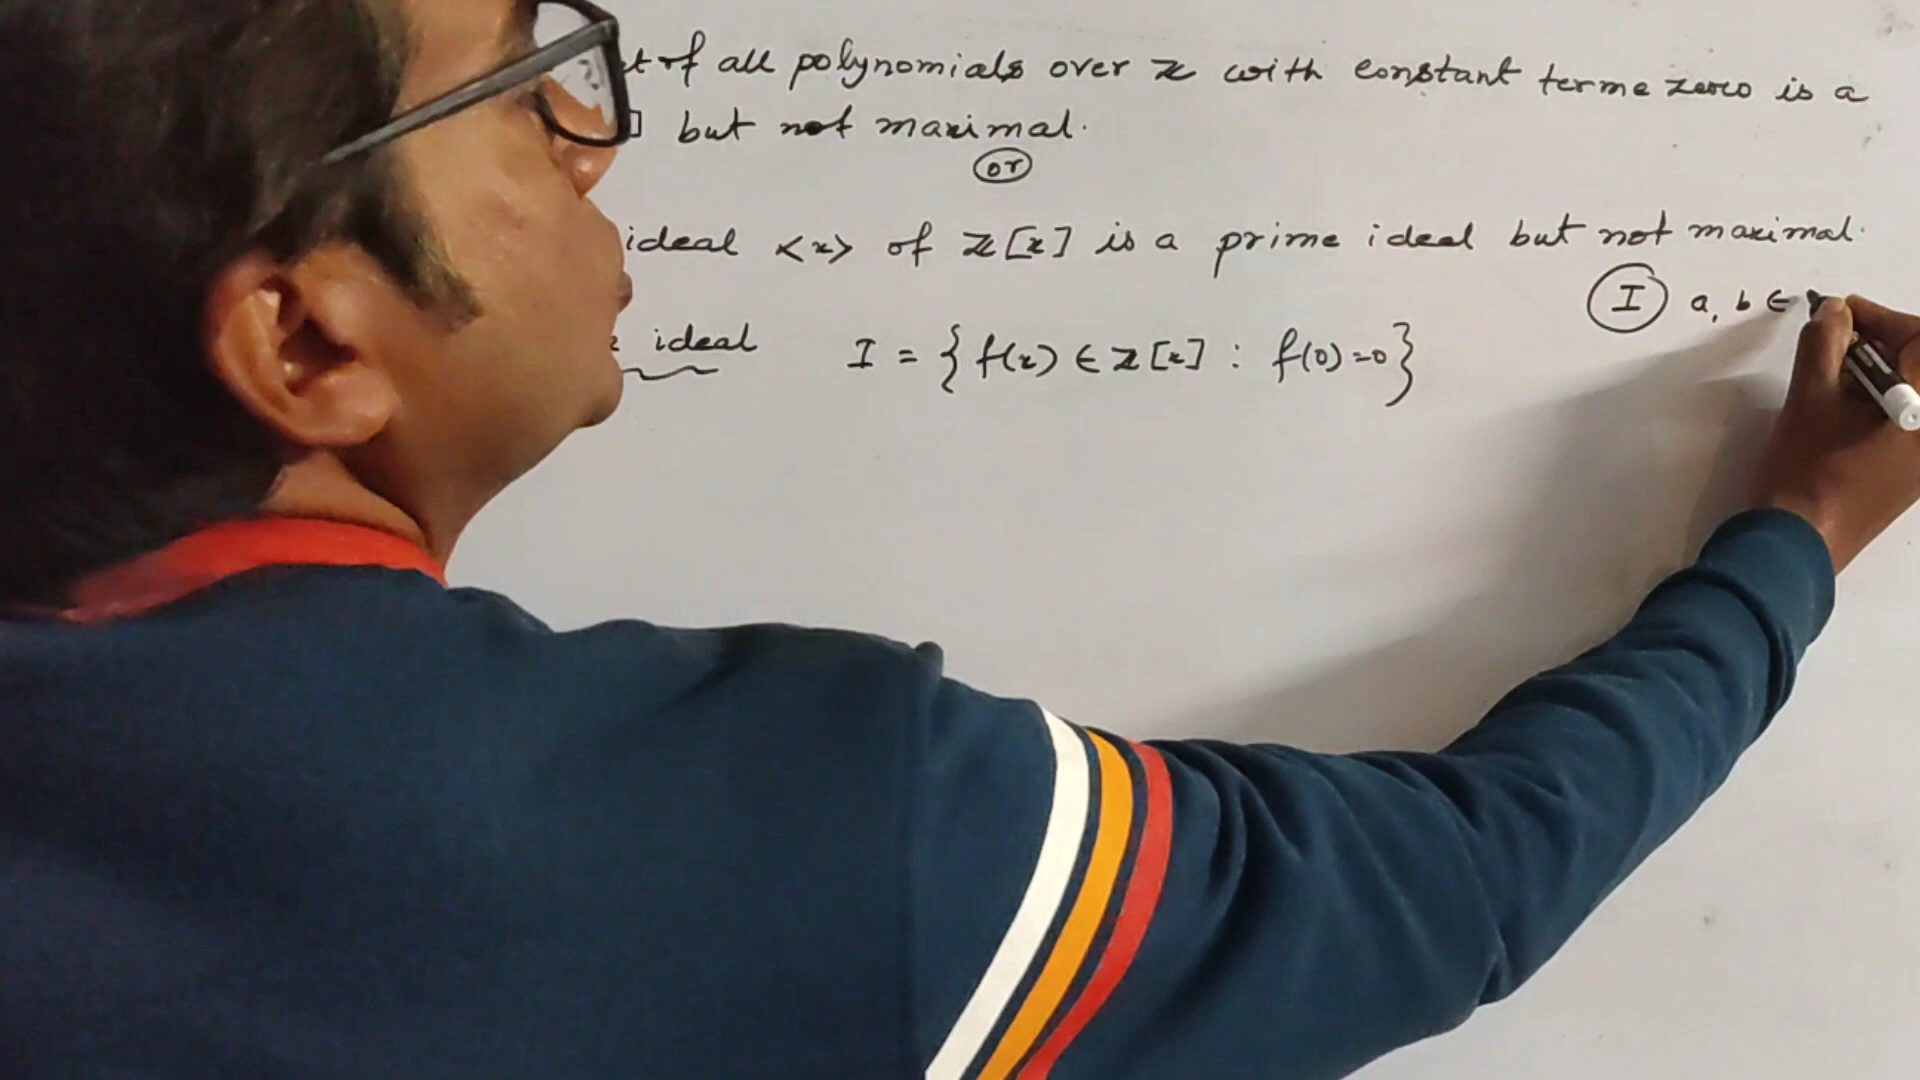 of all polynomials over ℤ with constant terme zero is a
] but not maximal.
or
ideal <x> of ℤ[x] is a prime ideal but not maximal.
I a, b ∈
ideal I = {f(x) ∈ ℤ[x] : f(0)=0}